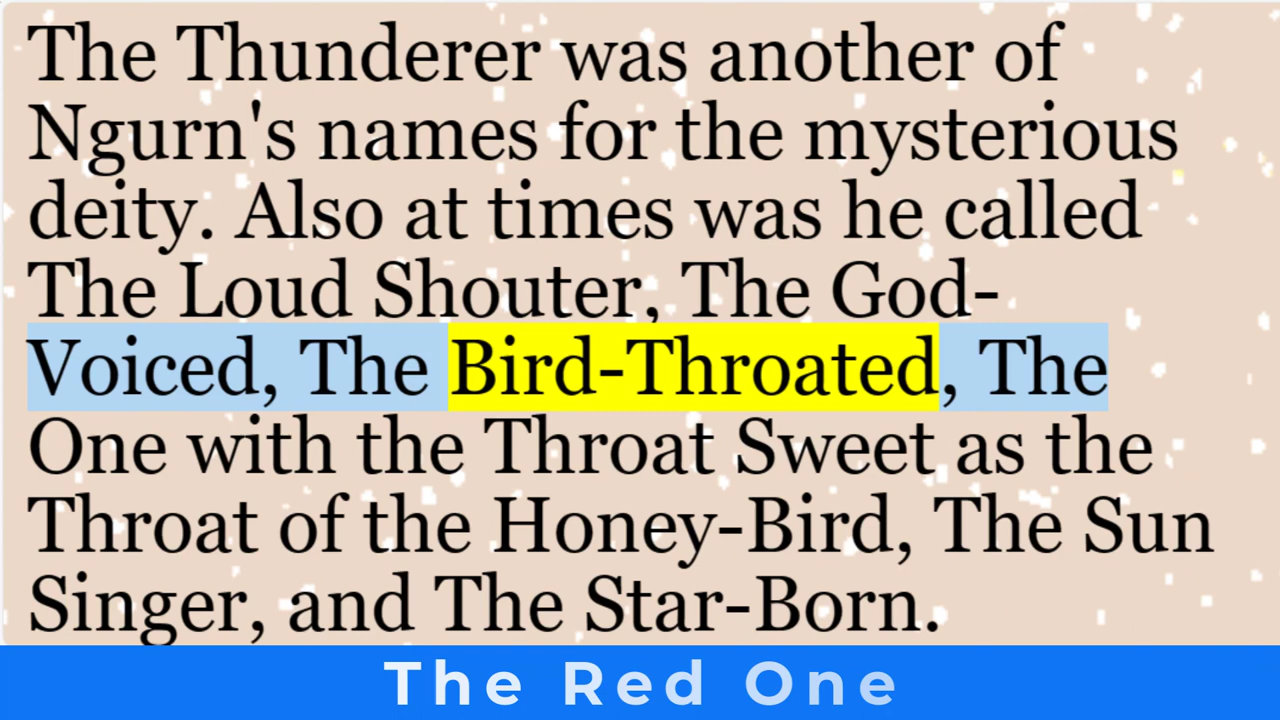 The Thunderer was another of
Ngurn's names for the mysterious
deity. Also at times was he called
The Loud Shouter, The God-
Voiced, The Bird-Throated, The
One with the Throat Sweet as the
Throat of the Honey-Bird, The Sun
Singer, and The Star-Born.
The Red One